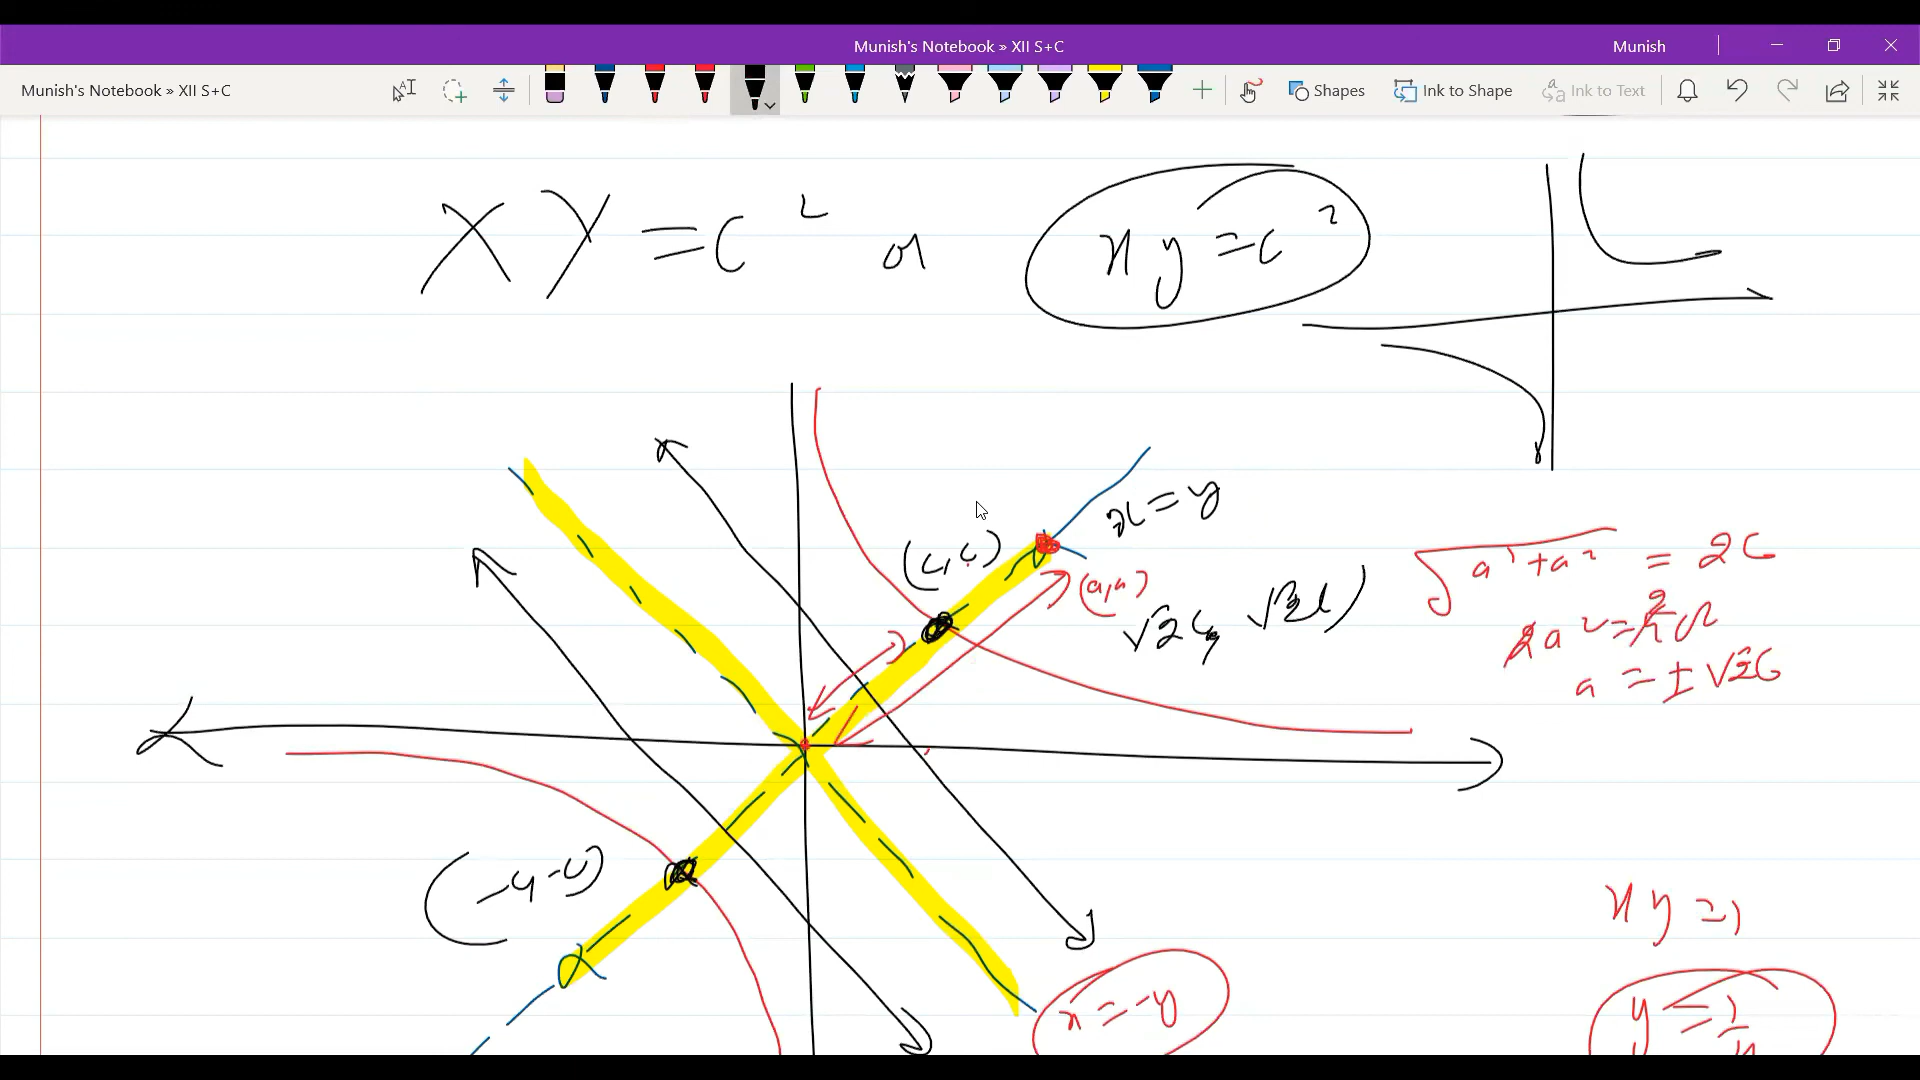 Munish's Notebook » XII S+C
Munish
Munish's Notebook » XII S+C
Shapes
Ink to Shape
Ink to Text
XY = c² or xy = c²
x = y
(c, c)
(a,a)
√2c, √2c)
√a²+a² = 2c
2a² = 4c²
a = ±√2c
(-c, -c)
xy = 1
x = -y
y = 1/x